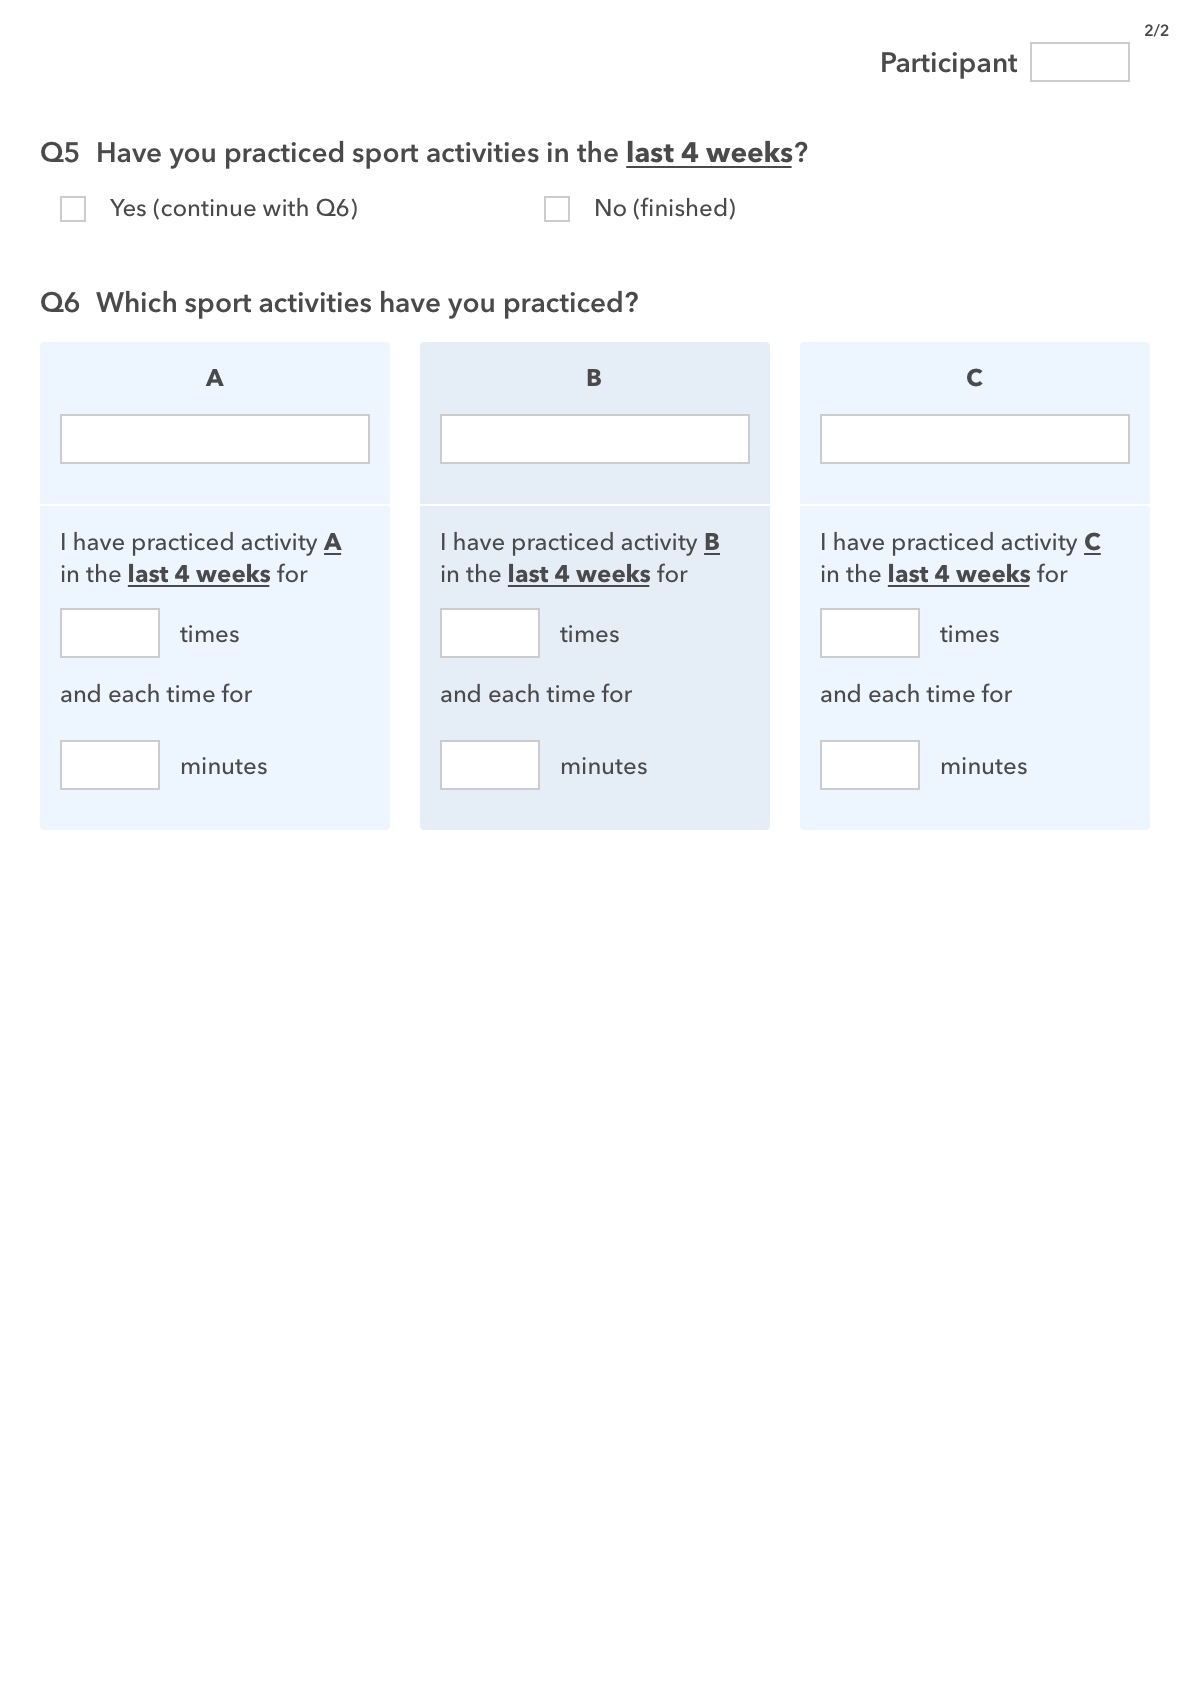 2/2
Participant
Q5 Have you practiced sport activities in the last 4 weeks?
Yes (continue with Q6)
No (finished)
Q6 Which sport activities have you practiced?
A
I have practiced activity A
in the last 4 weeks for
times
and each time for
minutes
B
I have practiced activity B
in the last 4 weeks for
times
and each time for
minutes
C
I have practiced activity C
in the last 4 weeks for
times
and each time for
minutes